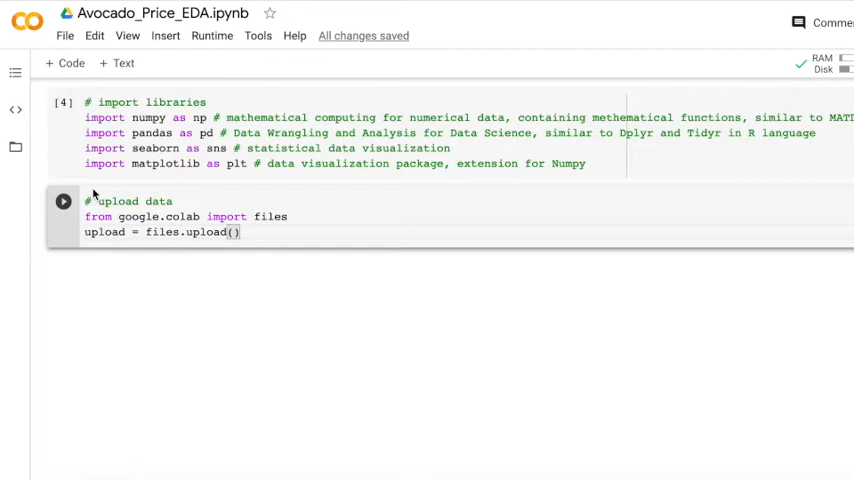 Avocado_Price_EDA.ipynb
File Edit View Insert Runtime Tools Help All changes saved
Comme
+ Code + Text
RAM
Disk
[4] # import libraries
import numpy as np # mathematical computing for numerical data, containing methematical functions, similar to MATL
import pandas as pd # Data Wrangling and Analysis for Data Science, similar to Dplyr and Tidyr in R language
import seaborn as sns # statistical data visualization
import matplotlib as plt # data visualization package, extension for Numpy
# upload data
from google.colab import files
upload = files.upload()